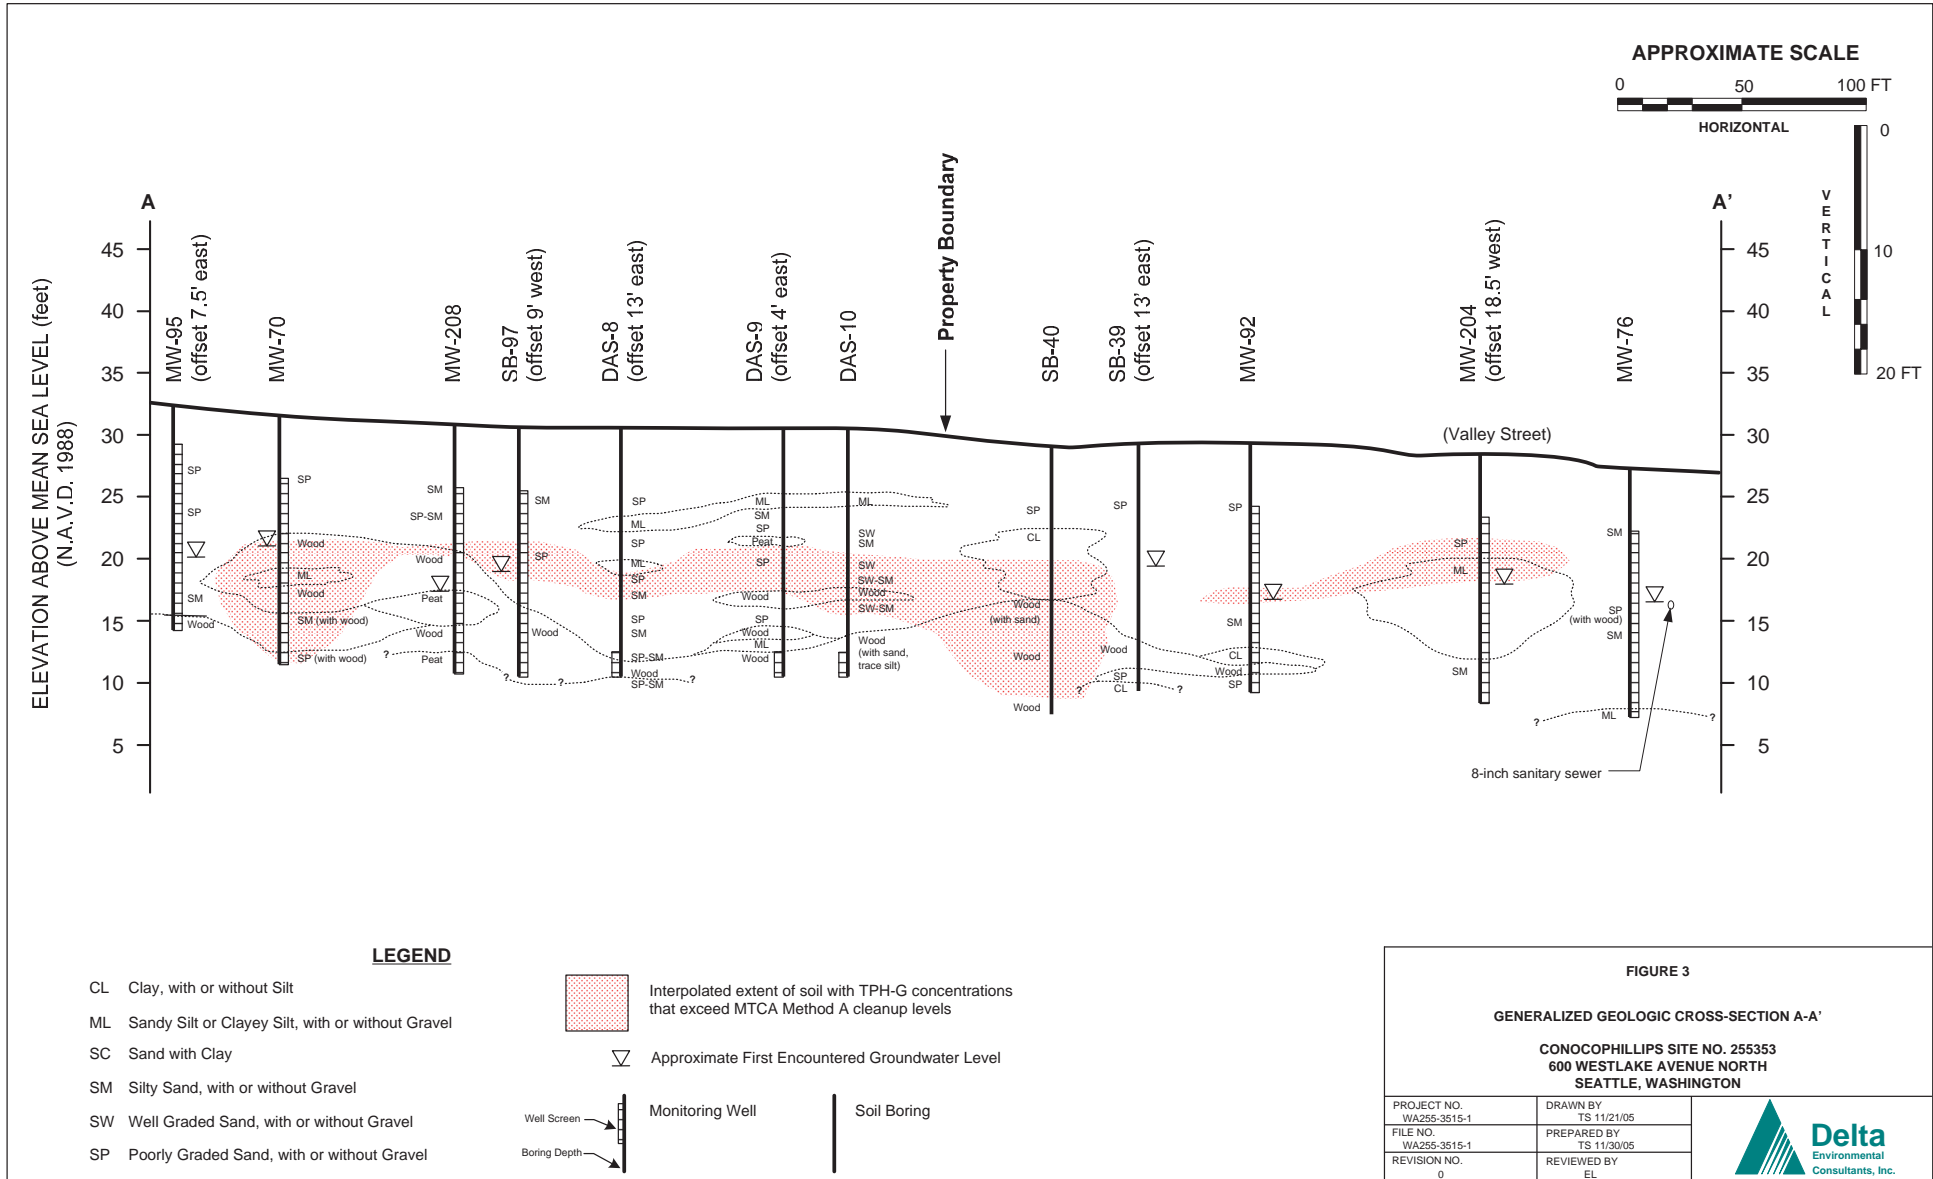 APPROXIMATE SCALE
0 50 100 FT
HORIZONTAL
0
VERTICAL
10
20 FT
A
A'
ELEVATION ABOVE MEAN SEA LEVEL (feet)
(N.A.V.D. 1988)
45
40
35
30
25
20
15
10
5
45
40
35
30
25
20
15
10
5
MW-95
(offset 7.5' east)
MW-70
MW-208
SB-97
(offset 9' west)
DAS-8
(offset 13' east)
DAS-9
(offset 4' east)
DAS-10
Property Boundary
SB-40
SB-39
(offset 13' east)
MW-92
MW-204
(offset 18.5' west)
MW-76
(Valley Street)
SP
SP
SM
Wood
SP
Wood
ML
Wood
SM (with wood)
SP (with wood)
?
SM
SP-SM
Wood
Peat
Wood
Peat
SM
SP
Wood
?
?
SP
ML
SP
ML
SP
SM
SP
SM
SP-SM
Wood
SP-SM
?
ML
SM
SP
Peat
SP
Wood
SP
Wood
ML
Wood
ML
SW
SM
SW
SW-SM
Wood
SW-SM
Wood
(with sand,
trace silt)
SP
CL
Wood
(with sand)
Wood
Wood
SP
Wood
SP
CL
?
?
SP
SM
CL
Wood
SP
SP
ML
SM
SM
SP
(with wood)
SM
ML
?
?
8-inch sanitary sewer
LEGEND
CL Clay, with or without Silt
ML Sandy Silt or Clayey Silt, with or without Gravel
SC Sand with Clay
SM Silty Sand, with or without Gravel
SW Well Graded Sand, with or without Gravel
SP Poorly Graded Sand, with or without Gravel
Interpolated extent of soil with TPH-G concentrations
that exceed MTCA Method A cleanup levels
Approximate First Encountered Groundwater Level
Well Screen
Boring Depth
Monitoring Well
Soil Boring
FIGURE 3
GENERALIZED GEOLOGIC CROSS-SECTION A-A'
CONOCOPHILLIPS SITE NO. 255353
600 WESTLAKE AVENUE NORTH
SEATTLE, WASHINGTON
PROJECT NO.
WA255-3515-1
DRAWN BY
TS 11/21/05
FILE NO.
WA255-3515-1
PREPARED BY
TS 11/30/05
REVISION NO.
0
REVIEWED BY
EL
Delta
Environmental
Consultants, Inc.